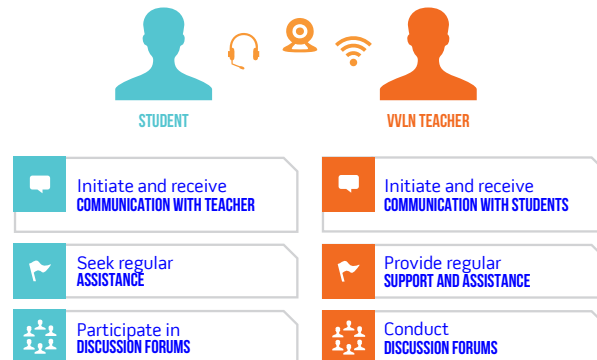 STUDENT
VVLN TEACHER
Initiate and receive
COMMUNICATION WITH TEACHER
Initiate and receive
COMMUNICATION WITH STUDENTS
Seek regular
ASSISTANCE
Provide regular
SUPPORT AND ASSISTANCE
Participate in
DISCUSSION FORUMS
Conduct
DISCUSSION FORUMS